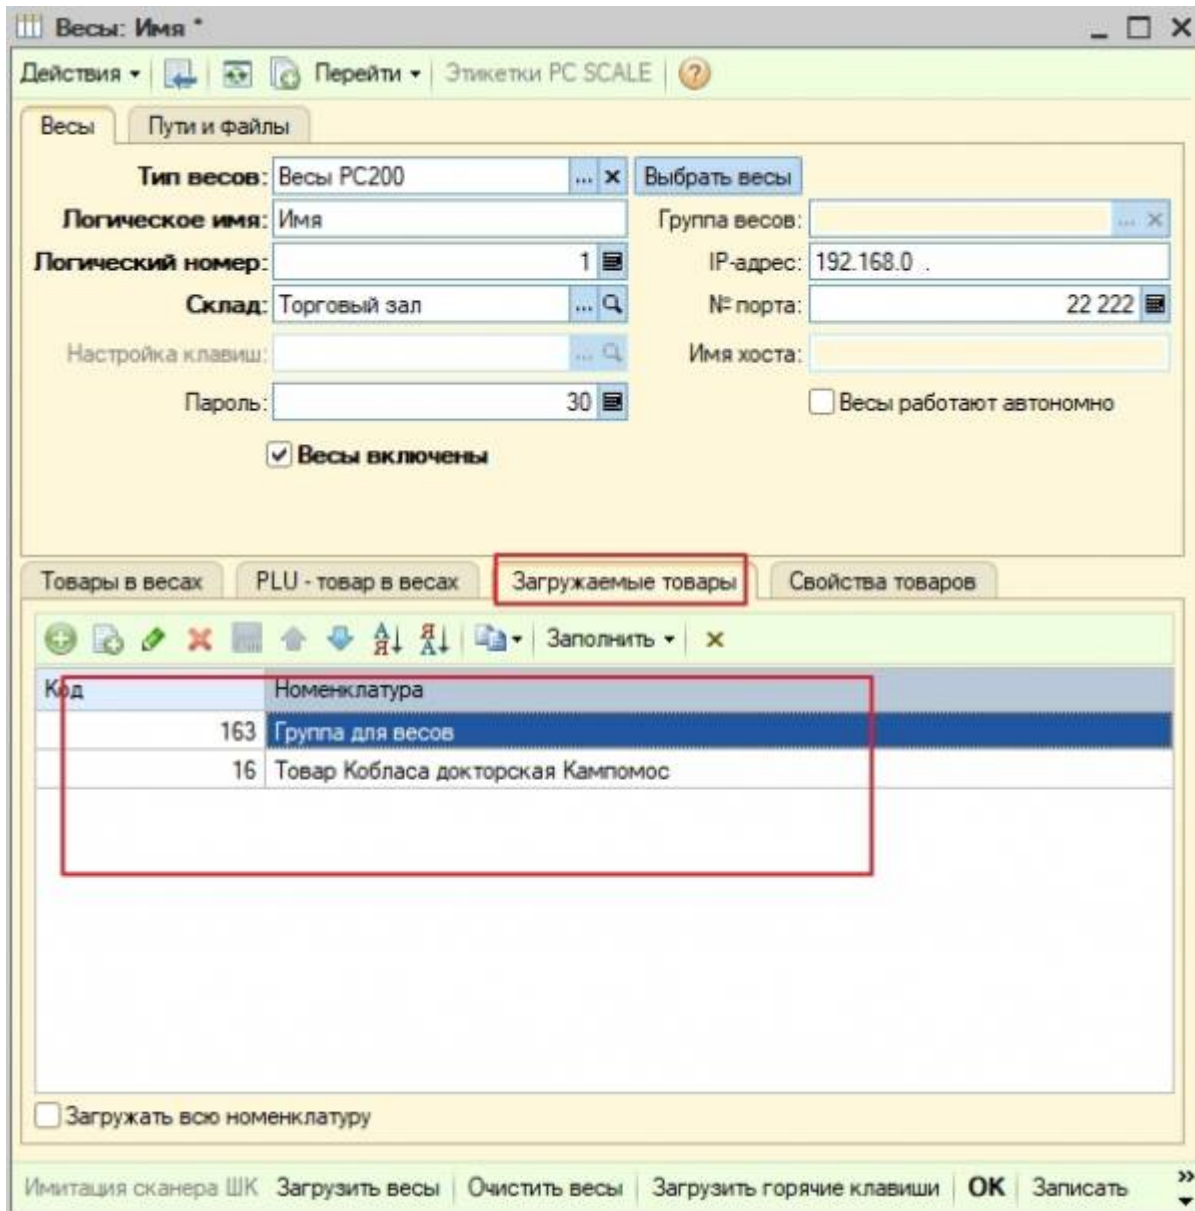 Весы: Имя *
Действия Перейти Этикетки PC SCALE ?
Весы Пути и файлы
Тип весов: Весы PC200 ... x Выбрать весы
Логическое имя: Имя Группа весов: ... x
Логический номер: 1 IP-адрес: 192.168.0 .
Склад: Торговый зал ... № порта: 22 222
Настройка клавиш: ... Имя хоста:
Пароль: 30 Весы работают автономно
Весы включены
Товары в весах PLU - товар в весах Загружаемые товары Свойства товаров
Заполнить
Код Номенклатура
163 Группа для весов
16 Товар Кобласа докторская Кампомос
Загружать всю номенклатуру
Имитация сканера ШК Загрузить весы Очистить весы Загрузить горячие клавиши OK Записать